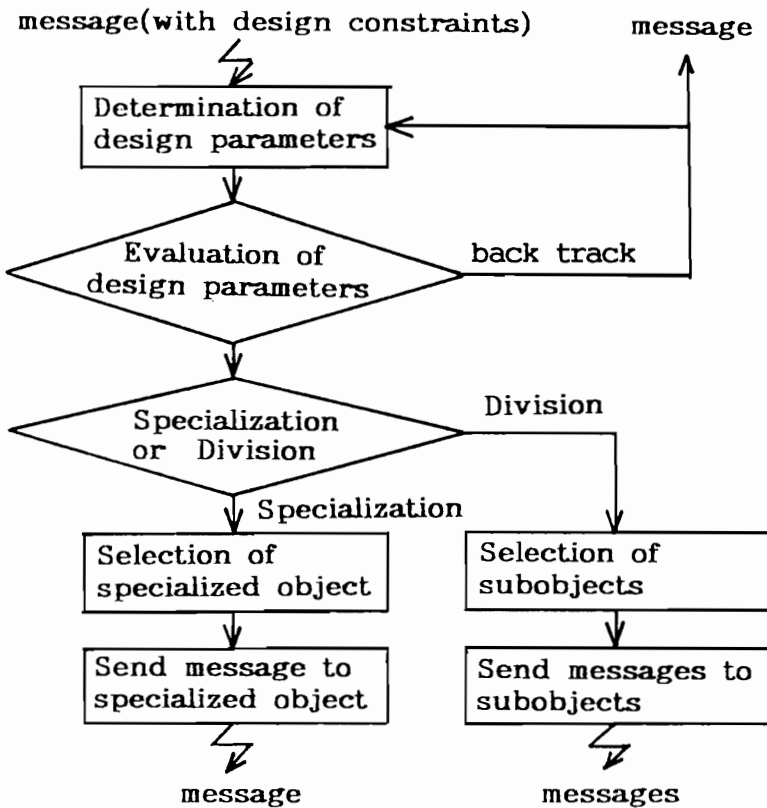 message(with design constraints)
message
Determination of
design parameters
Evaluation of
design parameters
back track
Specialization
or Division
Division
Specialization
Selection of
specialized object
Selection of
subobjects
Send message to
specialized object
Send messages to
subobjects
message
messages